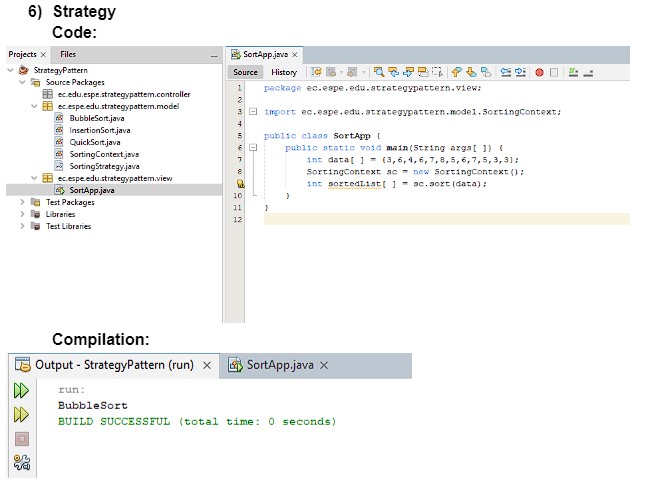 6) Strategy
Code:
Projects × Files
StrategyPattern
Source Packages
ec.edu.espe.strategypattern.controller
ec.espe.edu.strategypattern.model
BubbleSort.java
InsertionSort.java
QuickSort.java
SortingContext.java
SortingStrategy.java
ec.espe.edu.strategypattern.view
SortApp.java
Test Packages
Libraries
Test Libraries
SortApp.java ×
Source History
1 package ec.espe.edu.strategypattern.view;
2
3 import ec.espe.edu.strategypattern.model.SortingContext;
4
5 public class SortApp {
6 public static void main(String args[ ]) {
7 int data[ ] = {3,6,4,6,7,8,5,6,7,5,3,3};
8 SortingContext sc = new SortingContext();
int sortedList[ ] = sc.sort(data);
10 }
11 }
12
Compilation:
Output - StrategyPattern (run) × SortApp.java ×
run:
BubbleSort
BUILD SUCCESSFUL (total time: 0 seconds)